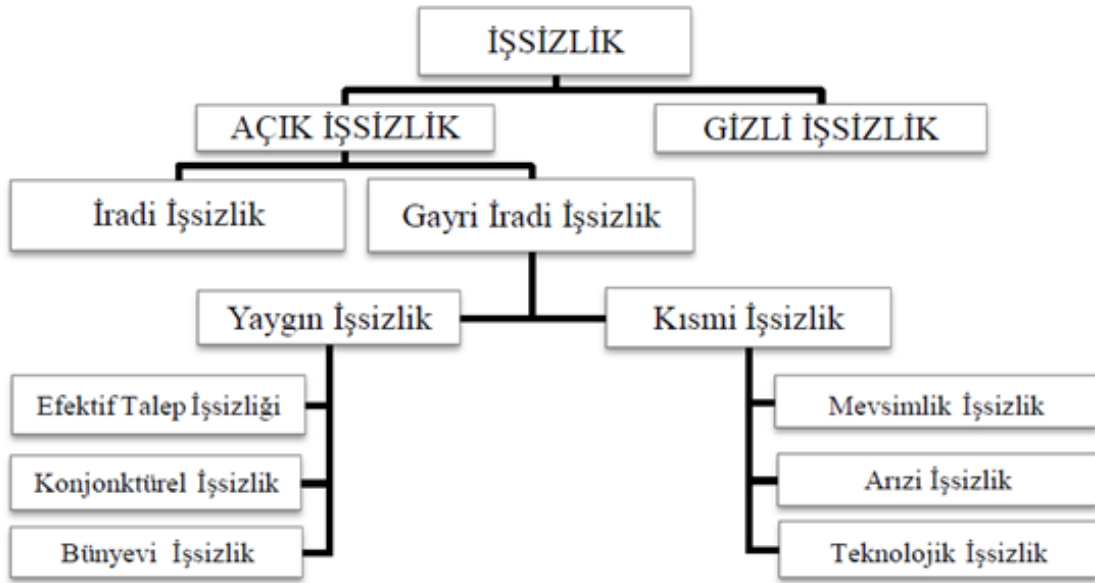 İŞSİZLİK
AÇIK İŞSİZLİK
GİZLİ İŞSİZLİK
İradi İşsizlik
Gayri İradi İşsizlik
Yaygın İşsizlik
Kısmi İşsizlik
Efektif Talep İşsizliği
Mevsimlik İşsizlik
Konjonktürel İşsizlik
Arızi İşsizlik
Bünyevi İşsizlik
Teknolojik İşsizlik